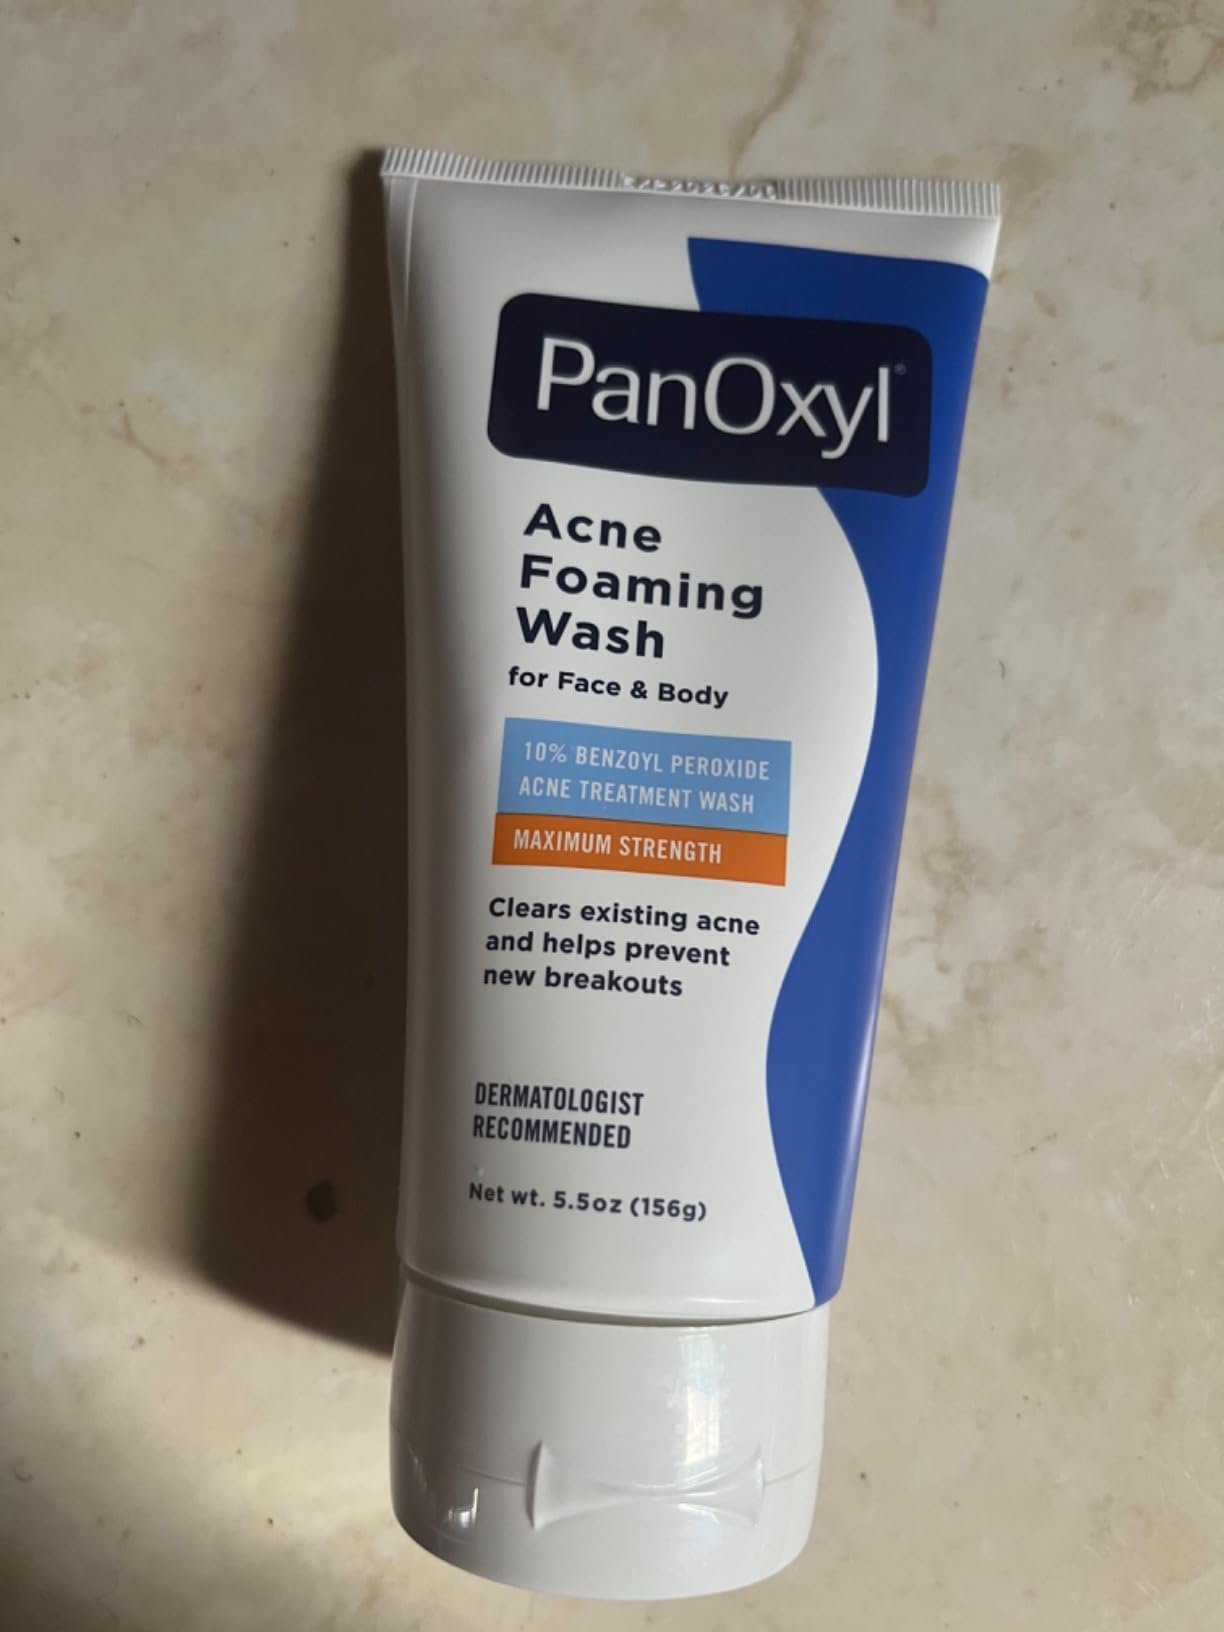 PanOxyl®
Acne
Foaming
Wash
for Face & Body
10% BENZOYL PEROXIDE
ACNE TREATMENT WASH
MAXIMUM STRENGTH
Clears existing acne
and helps prevent
new breakouts
DERMATOLOGIST
RECOMMENDED
Net wt. 5.5oz (156g)